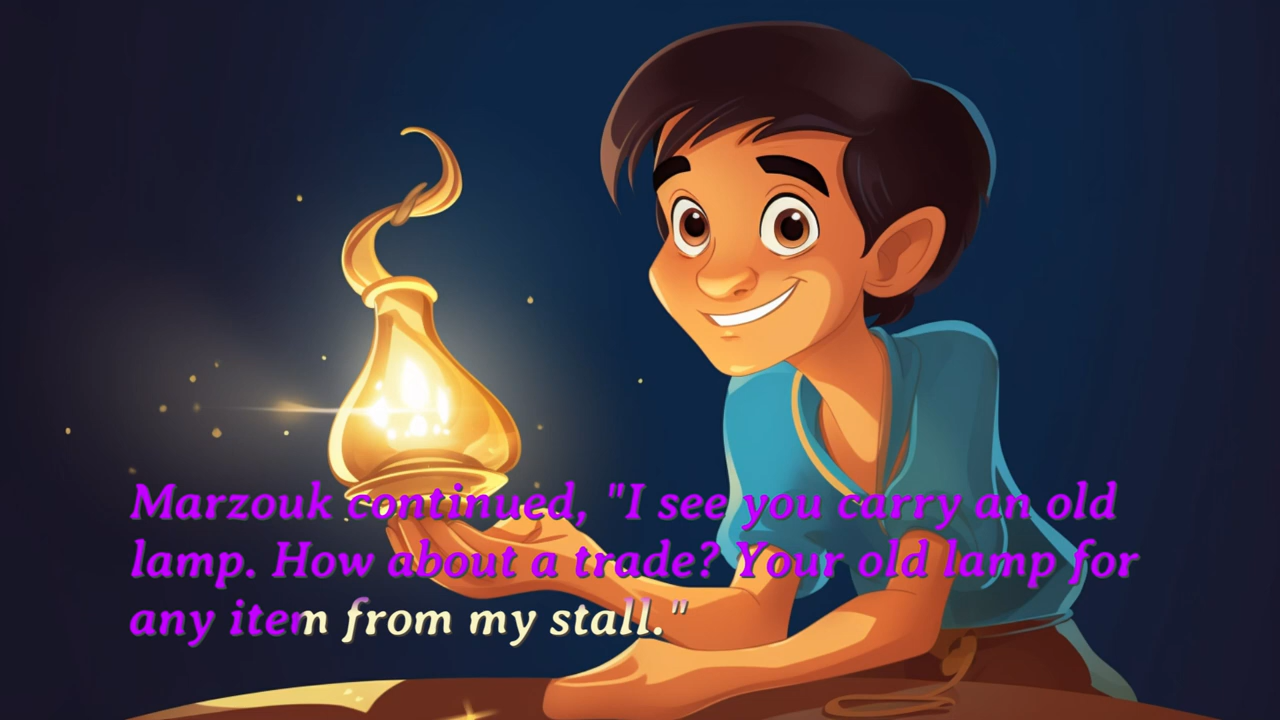 Marzouk continued, "I see you carry an old
lamp. How about a trade? Your old lamp for
any item from my stall."